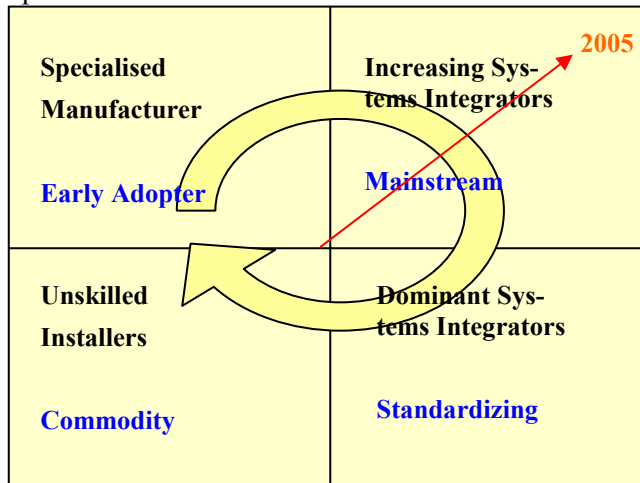 2005
Specialised
Manufacturer
Early Adopter
Increasing Sys-
tems Integrators
Mainstream
Unskilled
Installers
Commodity
Dominant Sys-
tems Integrators
Standardizing